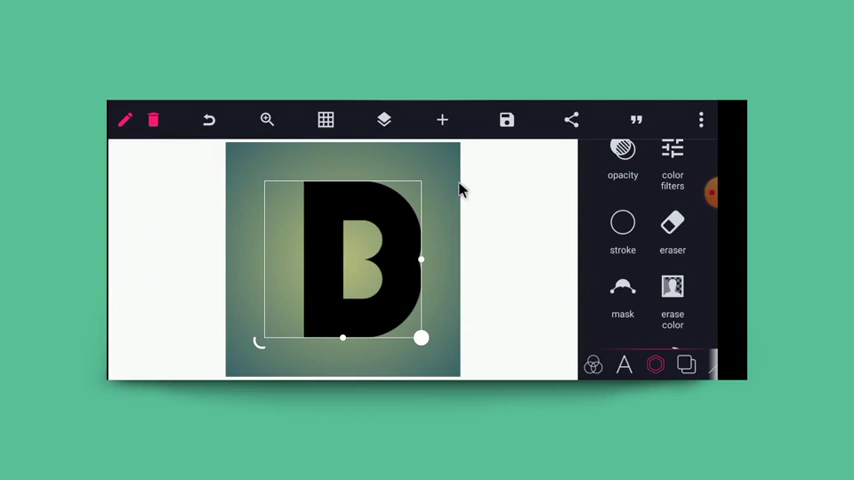 opacity
color
filters
stroke
eraser
mask
erase
color